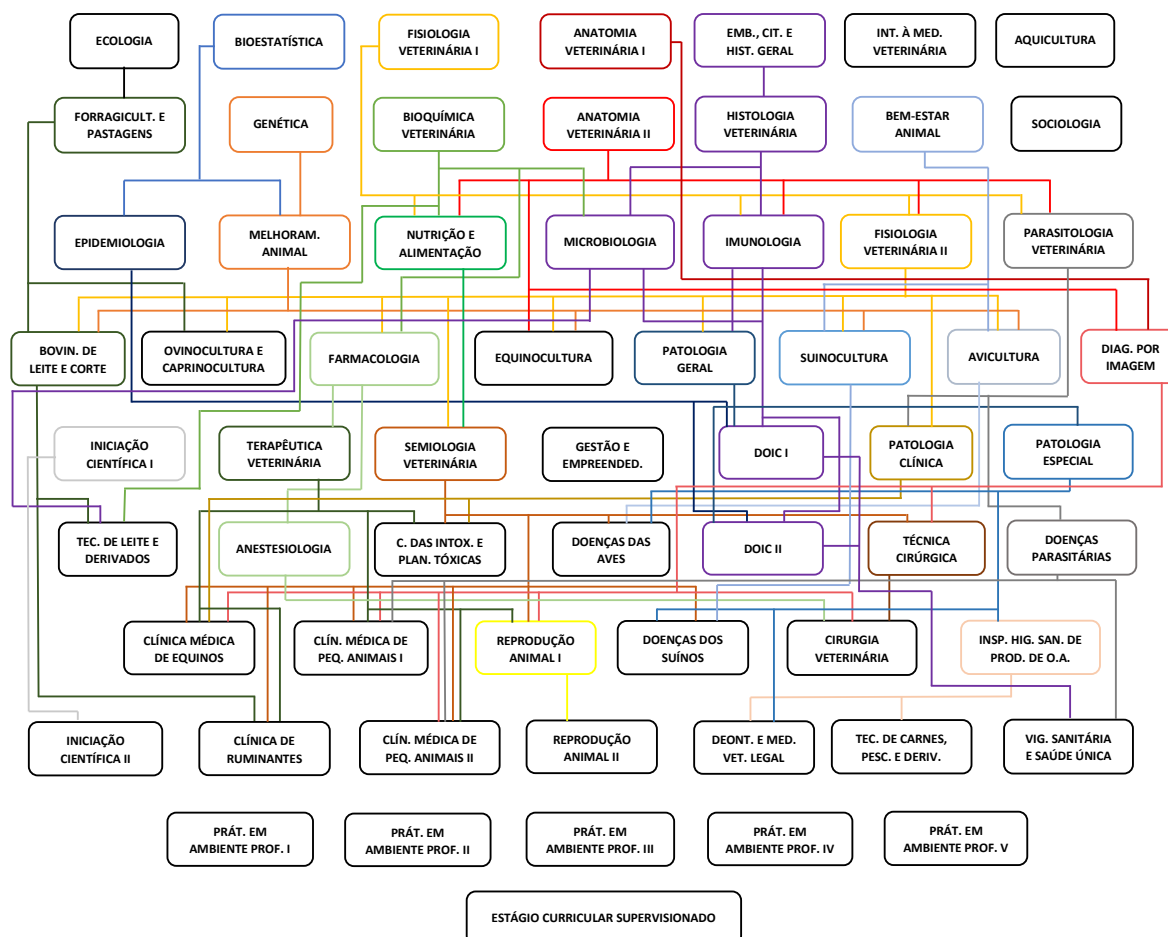 ECOLOGIA
BIOESTATÍSTICA
FISIOLOGIA
VETERINÁRIA I
ANATOMIA
VETERINÁRIA I
EMB., CIT. E
HIST. GERAL
INT. À MED.
VETERINÁRIA
AQUICULTURA
FORRAGICULT. E
PASTAGENS
GENÉTICA
BIOQUÍMICA
VETERINÁRIA
ANATOMIA
VETERINÁRIA II
HISTOLOGIA
VETERINÁRIA
BEM-ESTAR
ANIMAL
SOCIOLOGIA
EPIDEMIOLOGIA
MELHORAM.
ANIMAL
NUTRIÇÃO E
ALIMENTAÇÃO
MICROBIOLOGIA
IMUNOLOGIA
FISIOLOGIA
VETERINÁRIA II
PARASITOLOGIA
VETERINÁRIA
BOVIN. DE
LEITE E CORTE
OVINOCULTURA E
CAPRINOCULTURA
FARMACOLOGIA
EQUINOCULTURA
PATOLOGIA
GERAL
SUINOCULTURA
AVICULTURA
DIAG. POR
IMAGEM
INICIAÇÃO
CIENTÍFICA I
TERAPÊUTICA
VETERINÁRIA
SEMIOLOGIA
VETERINÁRIA
GESTÃO E
EMPREENDED.
DOIC I
PATOLOGIA
CLÍNICA
PATOLOGIA
ESPECIAL
TEC. DE LEITE E
DERIVADOS
ANESTESIOLOGIA
C. DAS INTOX. E
PLAN. TÓXICAS
DOENÇAS DAS
AVES
DOIC II
TÉCNICA
CIRÚRGICA
DOENÇAS
PARASITÁRIAS
CLÍNICA MÉDICA
DE EQUINOS
CLÍN. MÉDICA DE
PEQ. ANIMAIS I
REPRODUÇÃO
ANIMAL I
DOENÇAS DOS
SUÍNOS
CIRURGIA
VETERINÁRIA
INSP. HIG. SAN. DE
PROD. DE O.A.
INICIAÇÃO
CIENTÍFICA II
CLÍNICA DE
RUMINANTES
CLÍN. MÉDICA DE
PEQ. ANIMAIS II
REPRODUÇÃO
ANIMAL II
DEONT. E MED.
VET. LEGAL
TEC. DE CARNES,
PESC. E DERIV.
VIG. SANITÁRIA
E SAÚDE ÚNICA
PRÁT. EM
AMBIENTE PROF. I
PRÁT. EM
AMBIENTE PROF. II
PRÁT. EM
AMBIENTE PROF. III
PRÁT. EM
AMBIENTE PROF. IV
PRÁT. EM
AMBIENTE PROF. V
ESTÁGIO CURRICULAR SUPERVISIONADO